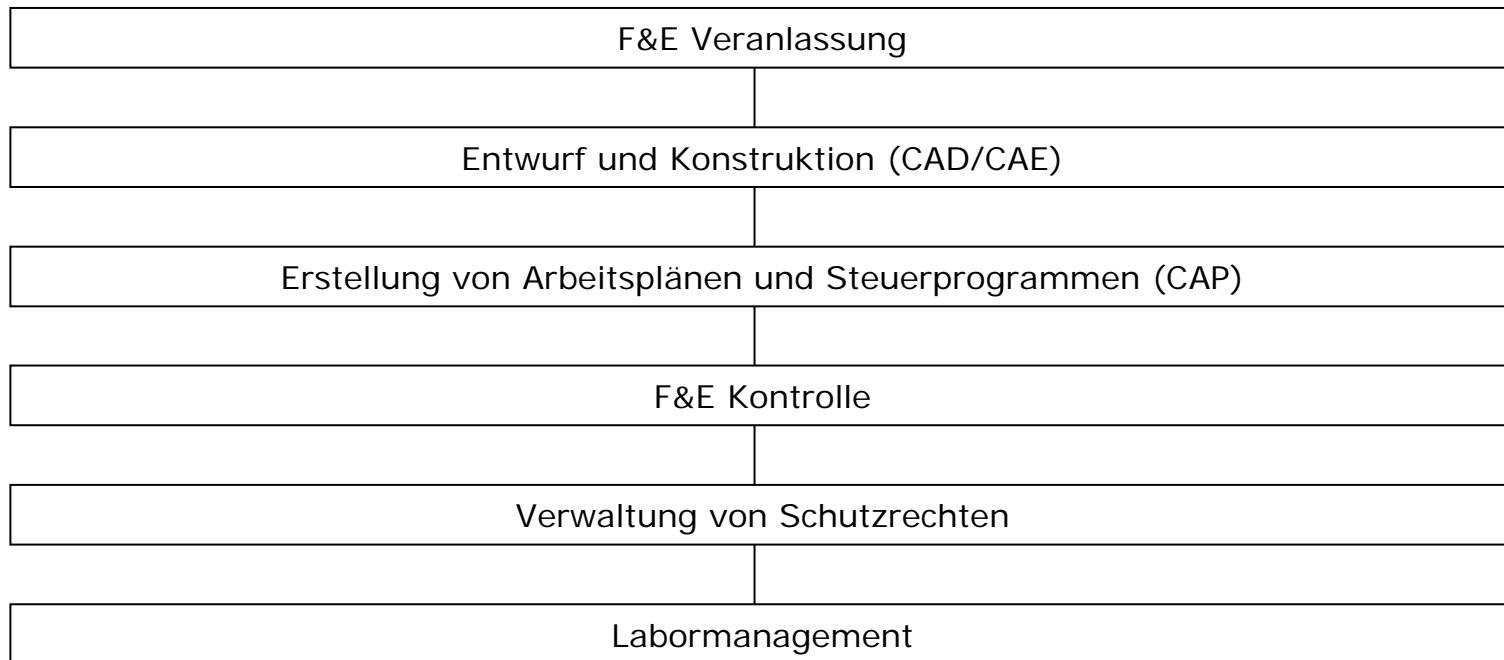 F&E Veranlassung
Entwurf und Konstruktion (CAD/CAE)
Erstellung von Arbeitsplänen und Steuerprogrammen (CAP)
F&E Kontrolle
Verwaltung von Schutzrechten
Labormanagement